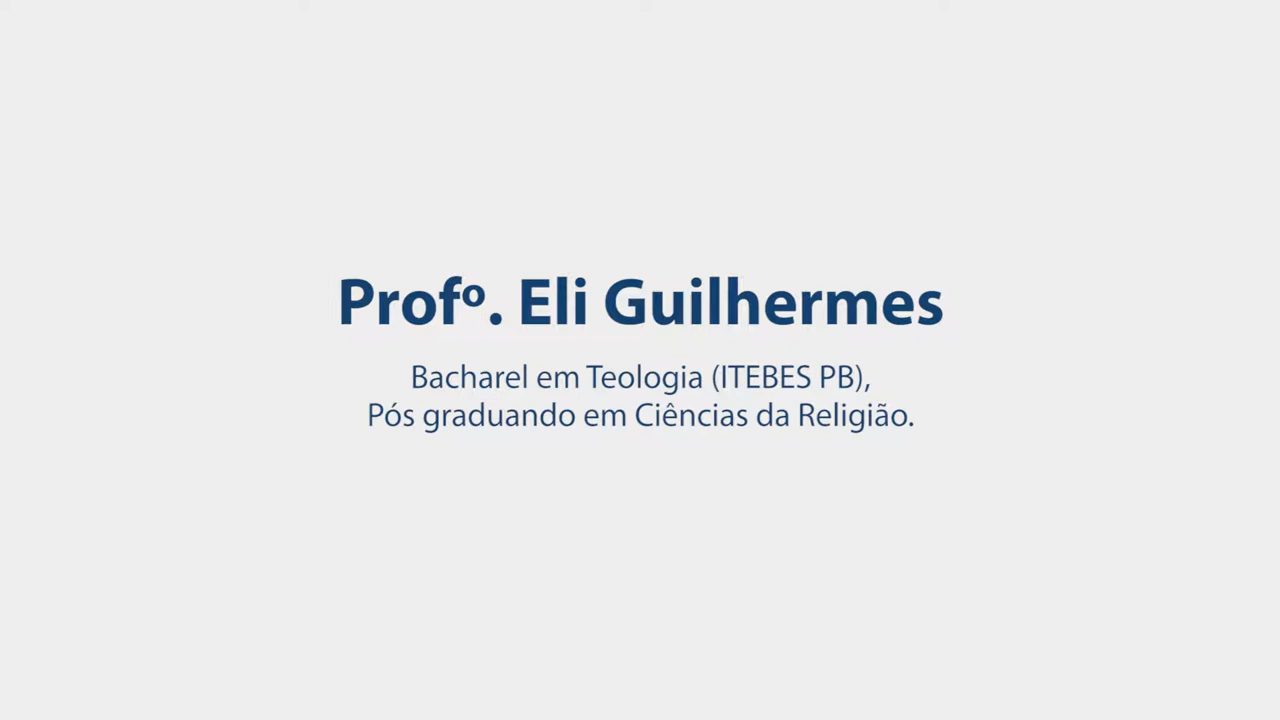 Profº. Eli Guilhermes
Bacharel em Teologia (ITEBES PB),
Pós graduando em Ciências da Religião.